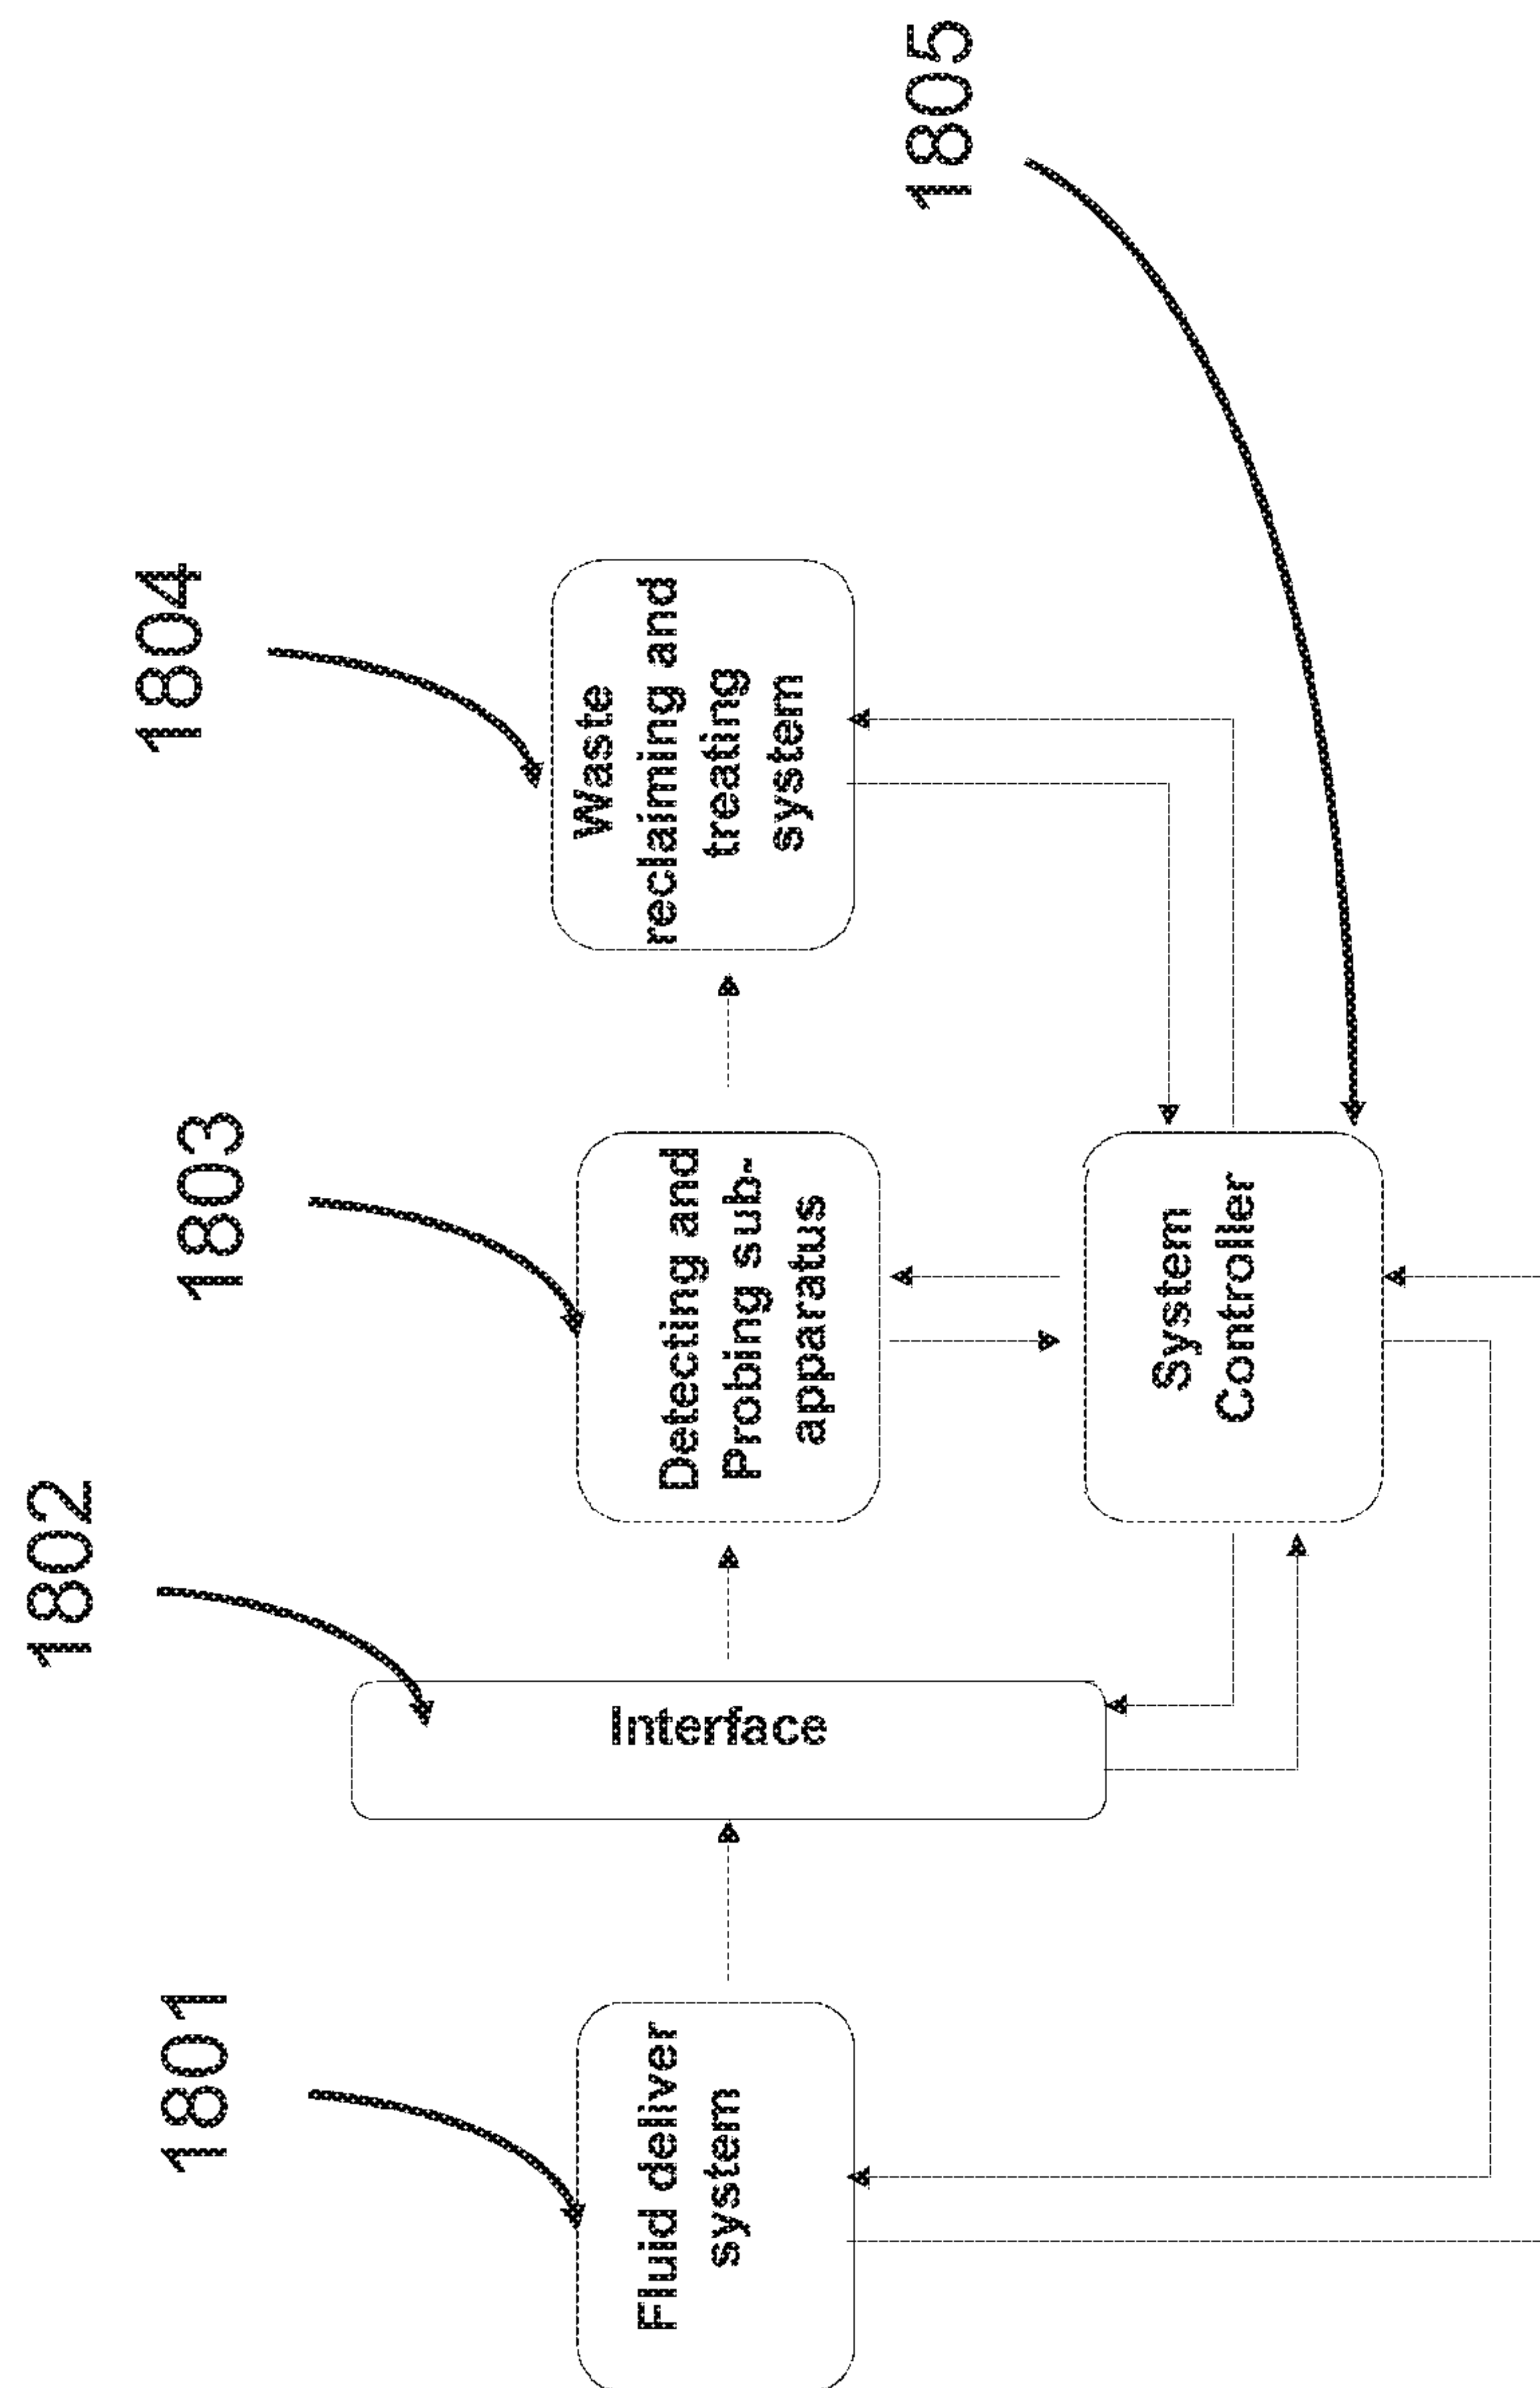 1801
Fluid deliver
system
1802
Interface
1803
Detecting and
Probing sub-
apparatus
1804
Waste
reclaiming and
treating
system
1805
System
Controller